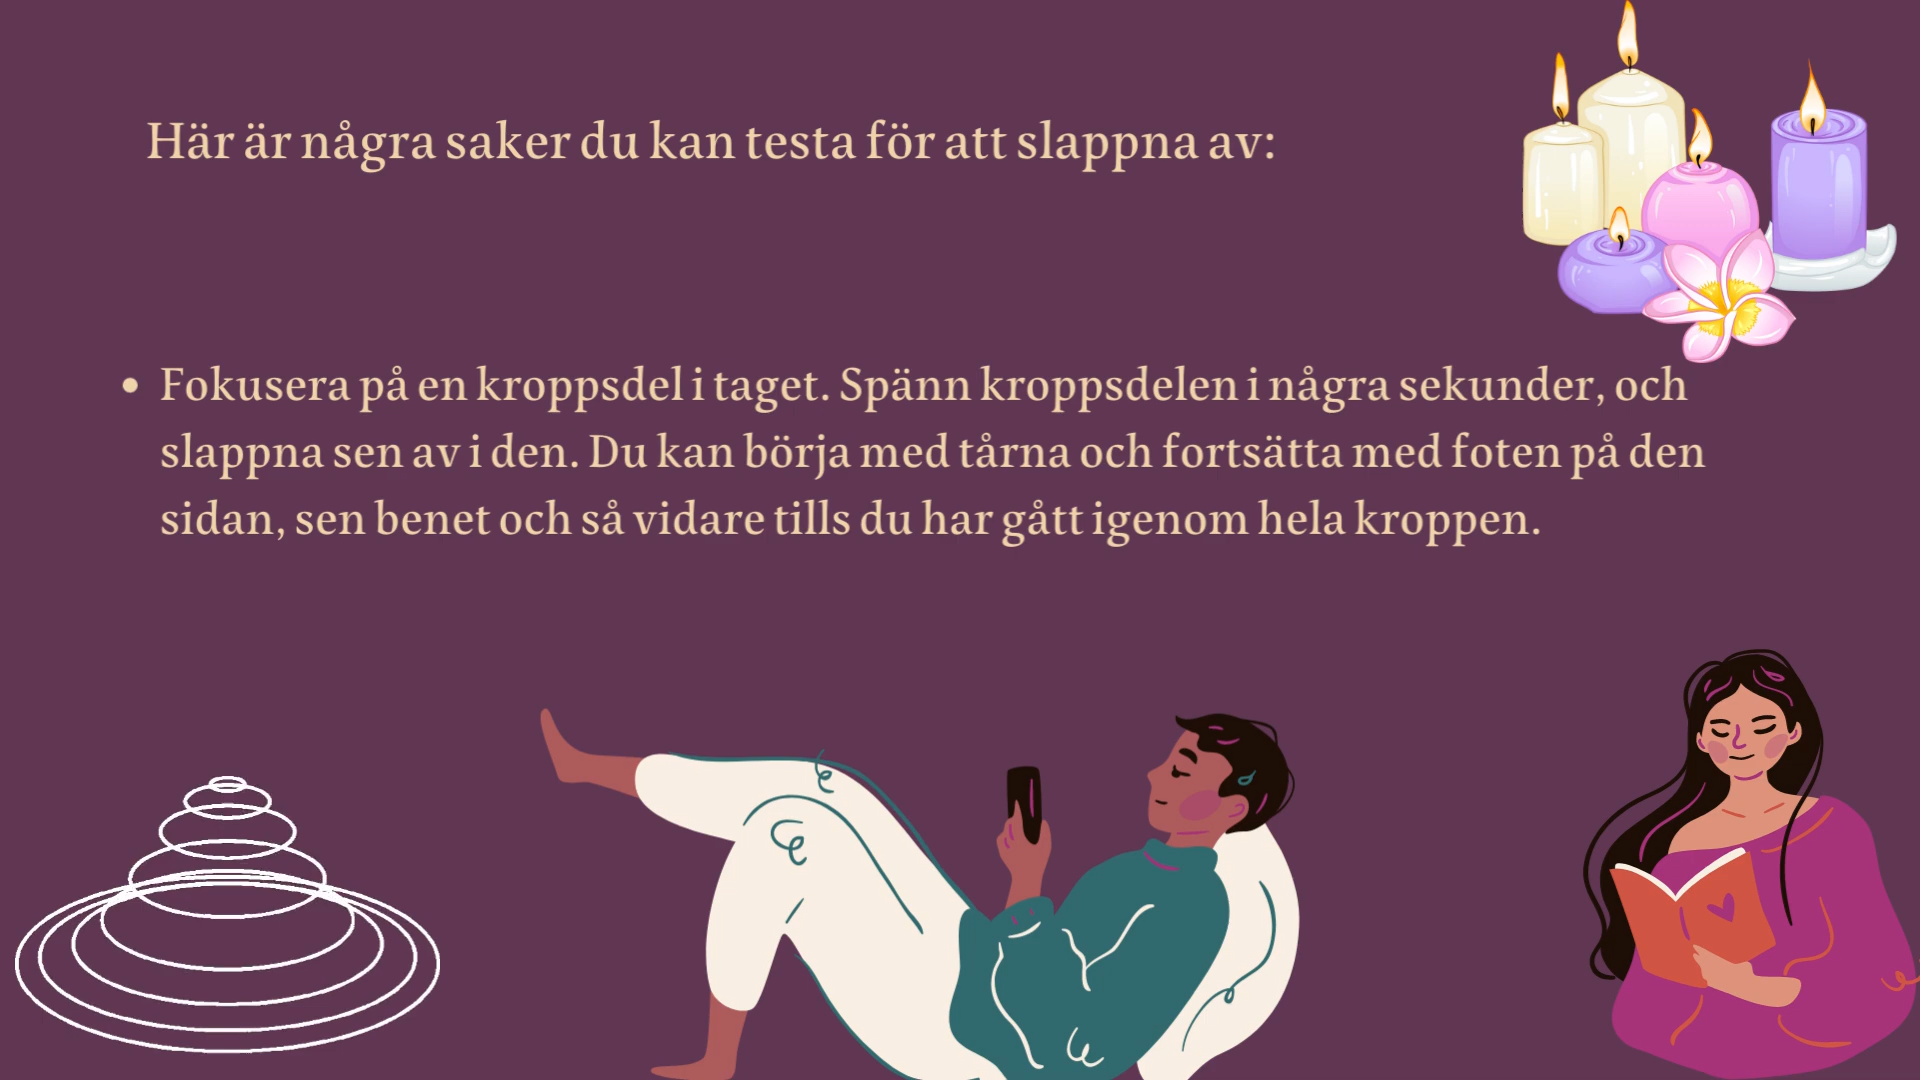 Här är några saker du kan testa för att slappna av:
• Fokusera på en kroppsdel i taget. Spänn kroppsdelen i några sekunder, och
slappna sen av i den. Du kan börja med tårna och fortsätta med foten på den
sidan, sen benet och så vidare tills du har gått igenom hela kroppen.